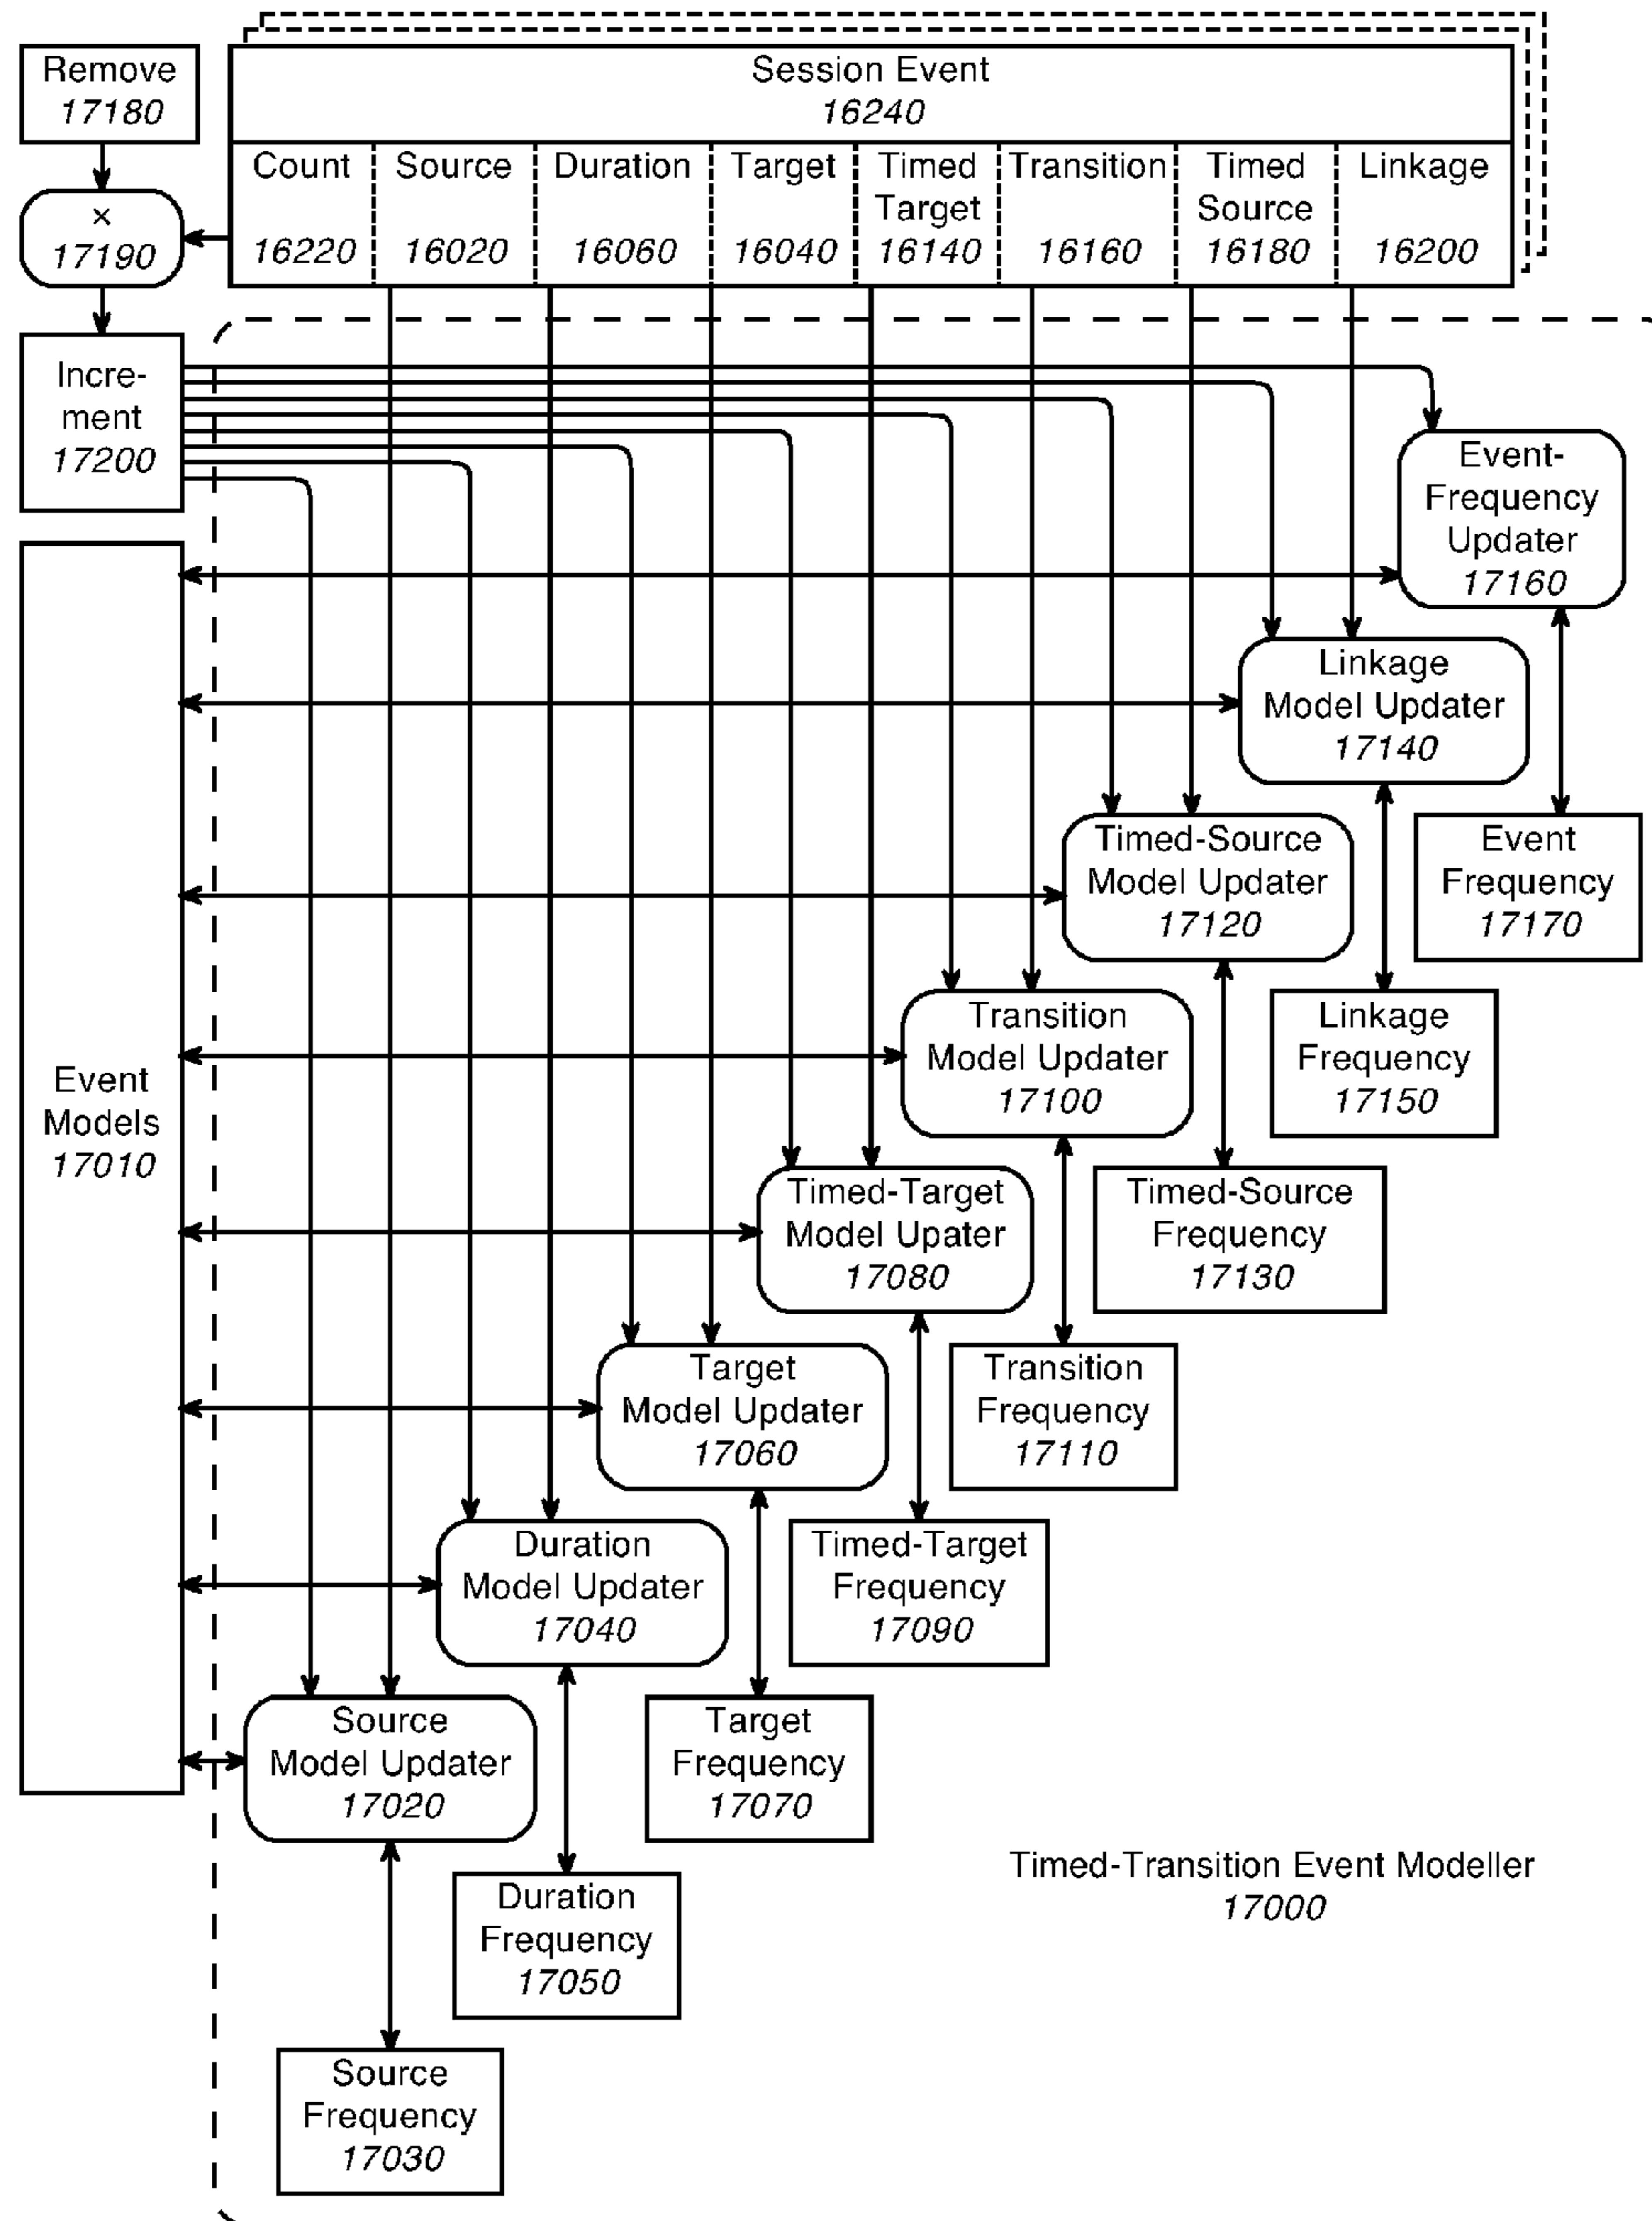 Remove
17180
Session Event
16240
Count
16220
Source
16020
Duration
16060
Target
16040
Timed
Target
16140
Transition
16160
Timed
Source
16180
Linkage
16200
×
17190
Incre-
ment
17200
Event-
Frequency
Updater
17160
Linkage
Model Updater
17140
Timed-Source
Model Updater
17120
Event
Frequency
17170
Transition
Model Updater
17100
Linkage
Frequency
17150
Event
Models
17010
Timed-Target
Model Upater
17080
Timed-Source
Frequency
17130
Target
Model Updater
17060
Transition
Frequency
17110
Duration
Model Updater
17040
Timed-Target
Frequency
17090
Source
Model Updater
17020
Target
Frequency
17070
Timed-Transition Event Modeller
17000
Duration
Frequency
17050
Source
Frequency
17030